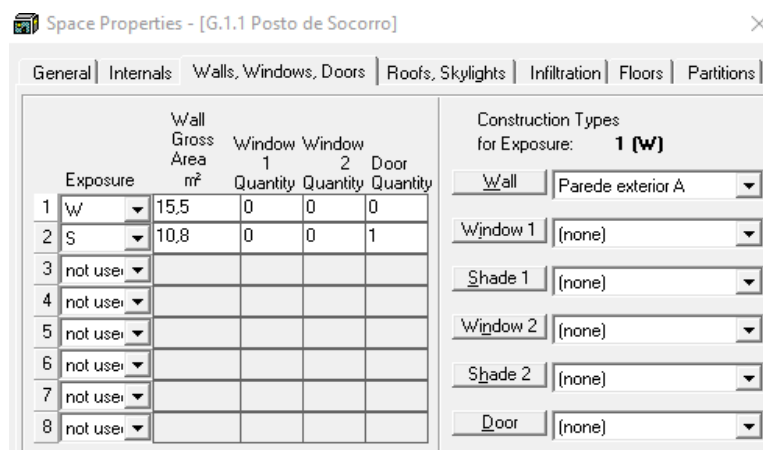 Space Properties - [G.1.1 Posto de Socorro]
General Internals Walls, Windows, Doors Roofs, Skylights Infiltration Floors Partitions
Exposure Wall Gross Area m² Window 1 Quantity Window 2 Quantity Door Quantity
1 W 15,5 0 0 0
2 S 10,8 0 0 1
3 not use
4 not use
5 not use
6 not use
7 not use
8 not use
Construction Types
for Exposure: 1 (W)
Wall Parede exterior A
Window 1 (none)
Shade 1 (none)
Window 2 (none)
Shade 2 (none)
Door (none)